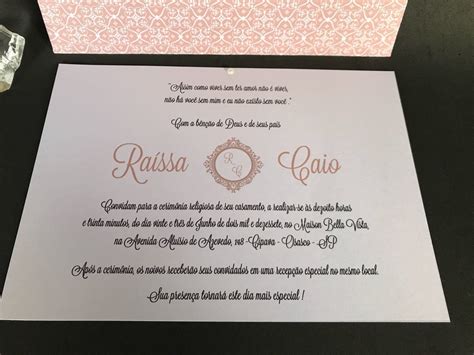 "Assim como viver sem ter amor não é viver,
não há você sem mim e eu não existo sem você."
Com a bênção de Deus e de seus pais
Raíssa R C Caio
Convidam para a cerimônia religiosa de seu casamento, a realizar-se às dezoito horas
e trinta minutos, do dia vinte e três de Junho de dois mil e dezessete, no Maison Bella Vista,
na Avenida Aluísio de Azevedo, 168 - Cipava - Osasco - SP
Após a cerimônia, os noivos receberão seus convidados em uma recepção especial no mesmo local.
Sua presença tornará este dia mais especial !